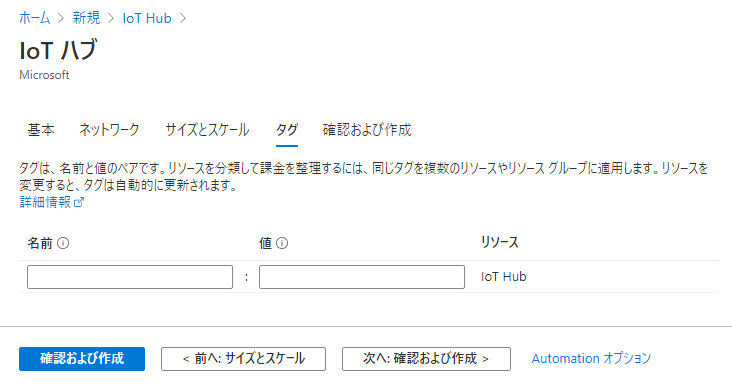 ホーム > 新規 > IoT Hub >
IoT ハブ
Microsoft
基本 ネットワーク サイズとスケール タグ 確認および作成
タグは、名前と値のペアです。リソースを分類して課金を整理するには、同じタグを複数のリソースやリソース グループに適用します。リソースを
変更すると、タグは自動的に更新されます。
詳細情報
名前 値 リソース
: IoT Hub
確認および作成 < 前へ: サイズとスケール 次へ: 確認および作成 > Automation オプション